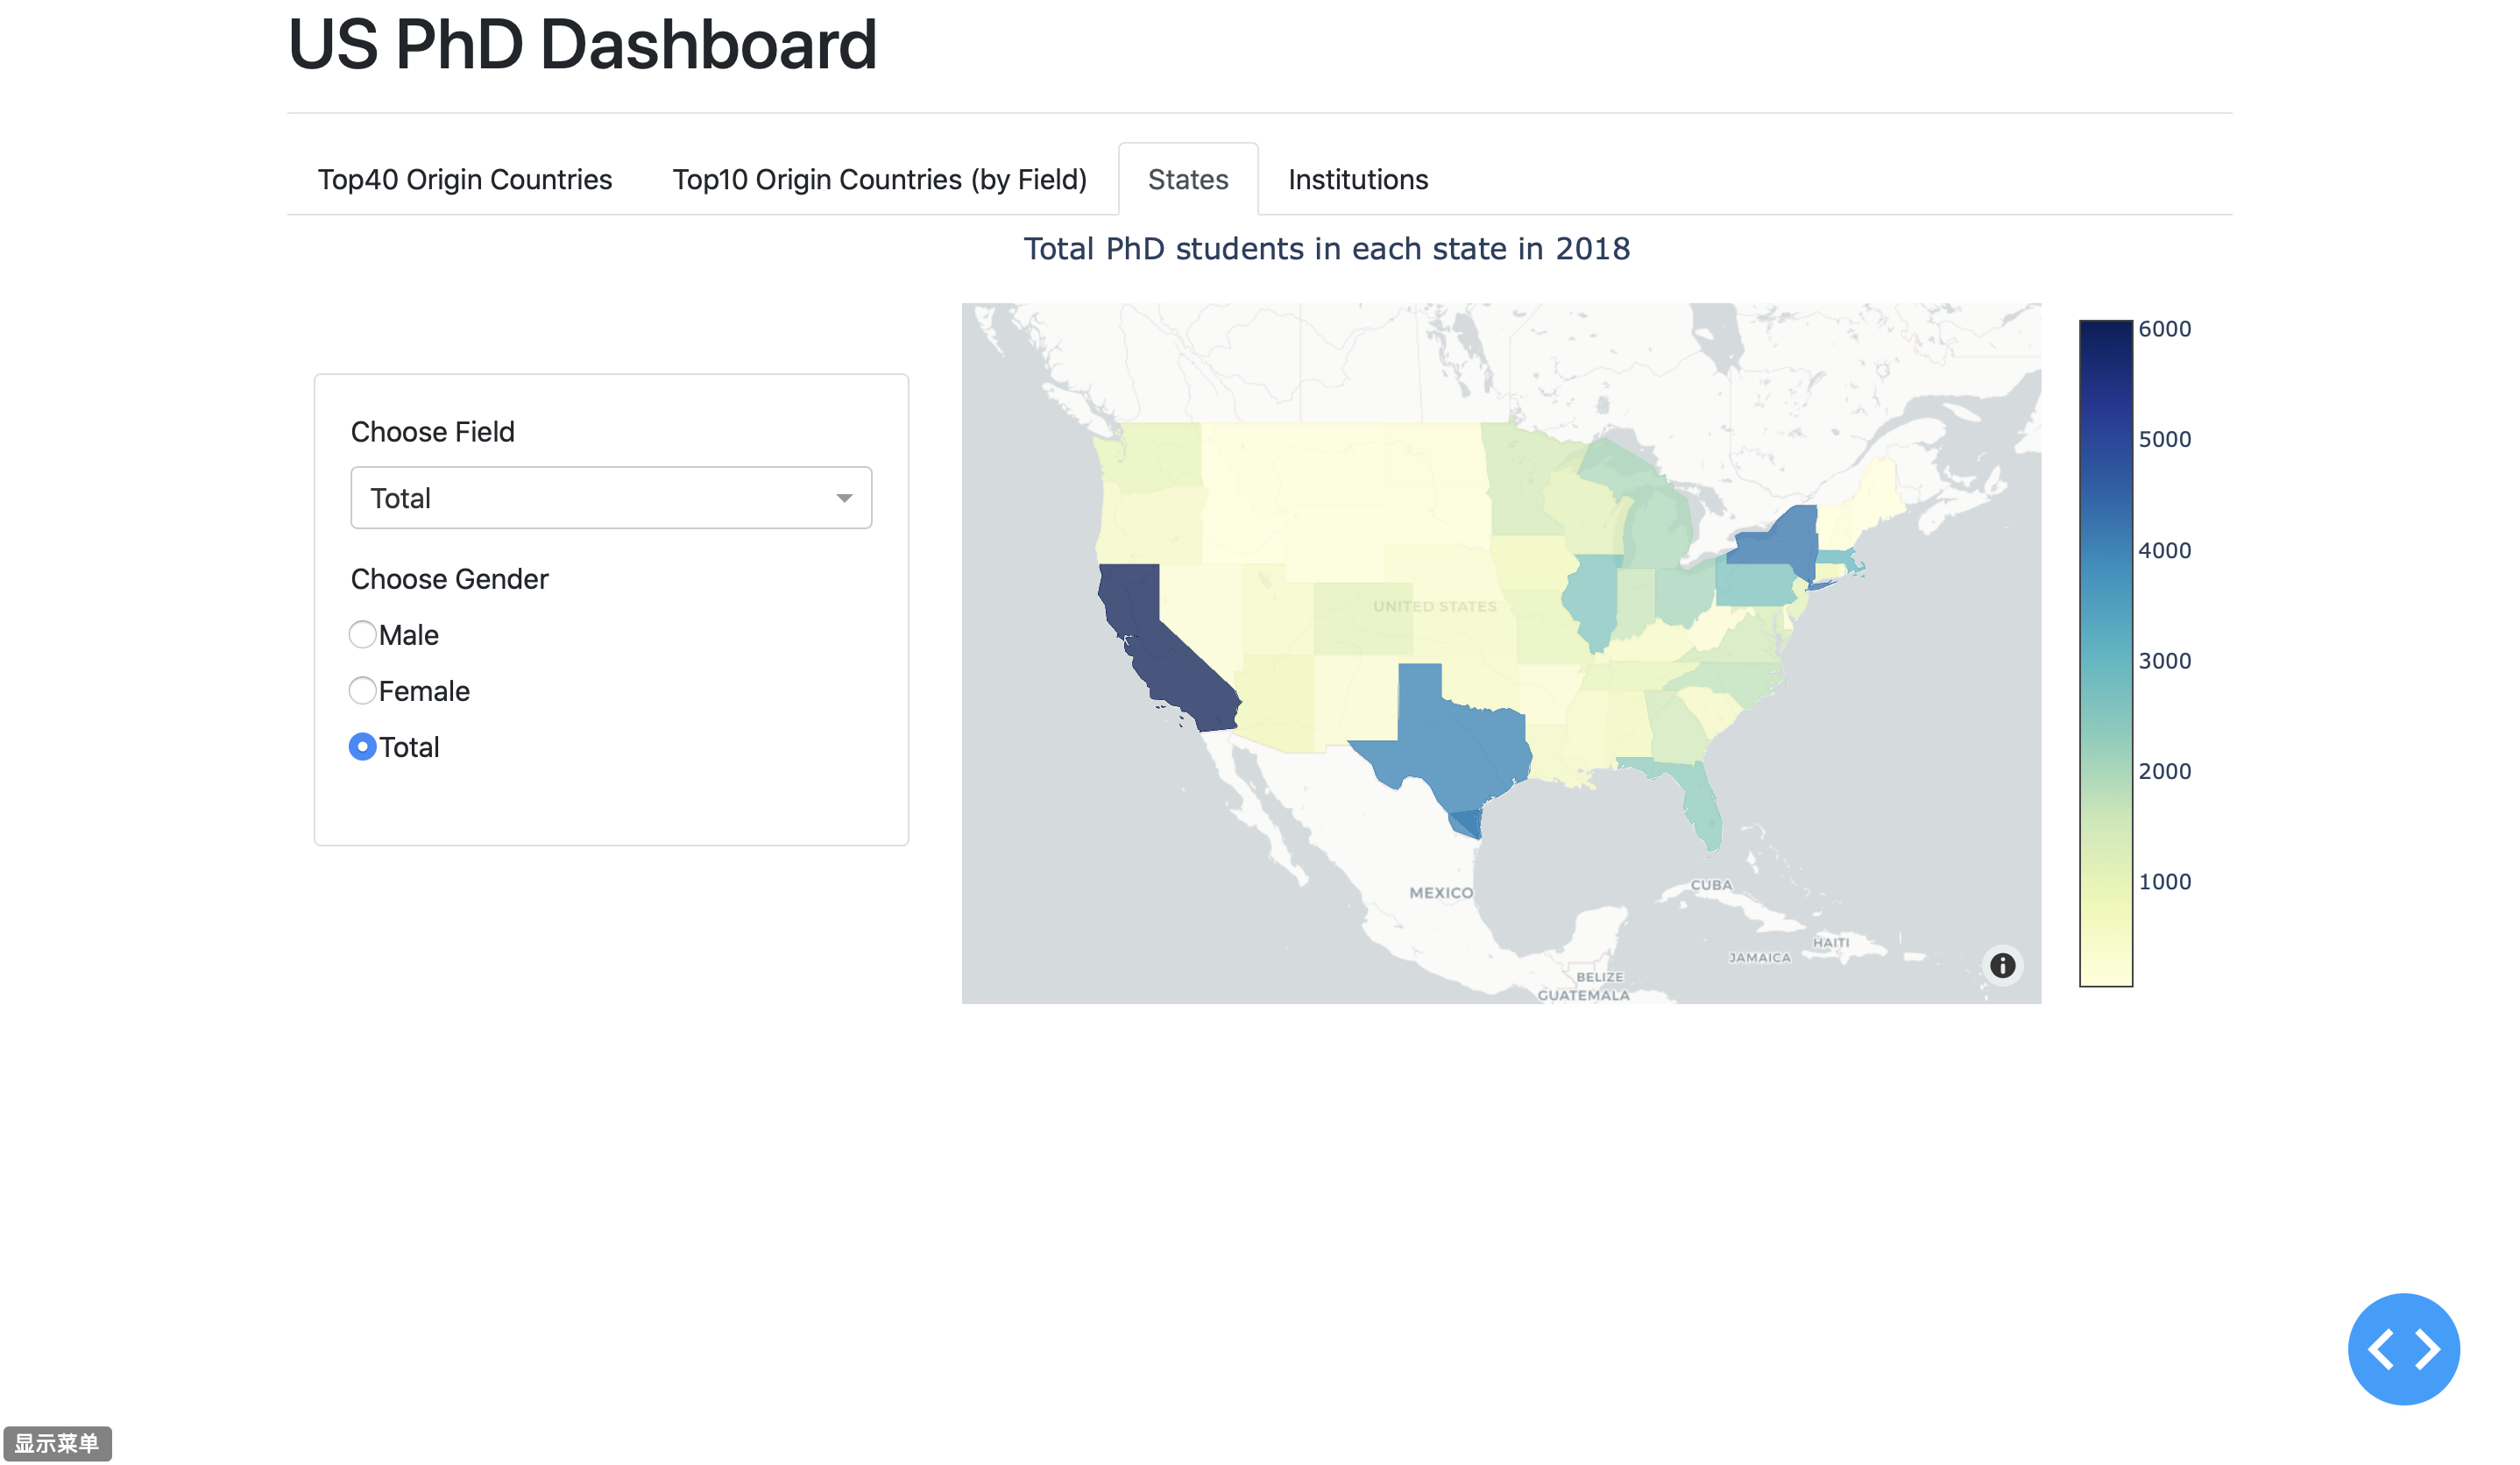 US PhD Dashboard
Top40 Origin Countries
Top10 Origin Countries (by Field)
States
Institutions
Total PhD students in each state in 2018
Choose Field
Total
Choose Gender
Male
Female
Total
UNITED STATES
MEXICO
CUBA
HAITI
JAMAICA
BELIZE
GUATEMALA
6000
5000
4000
3000
2000
1000
显示菜单